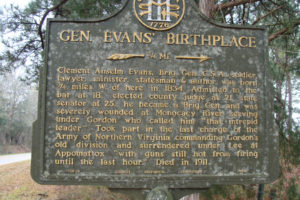 GEN. EVANS' BIRTHPLACE
Clement Anselm Evans, Brig. Gen. C.S.A., soldier,
lawyer, minister, statesman & author was born
W. of here in 1834. Admitted to the
bar at 18, elected county judge at 21, state
senator at 25, he became a Brig. Gen. and was
severely wounded at Monocacy River serving
under Gordon who called him "that intrepid
leader." Took part in the last charge of the
Army of Northern Virginia commanding Gordon's
old division and surrendered under Lee at
Appomattox "with guns still hot from firing
until the last hour." Died in 1911.